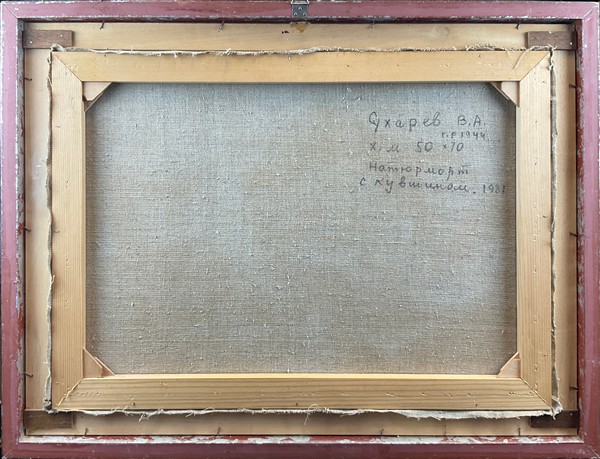 Сухарев В.А.
г.р 1944
х/м 50 х 70
Натюрморт
с кувшином. 1981